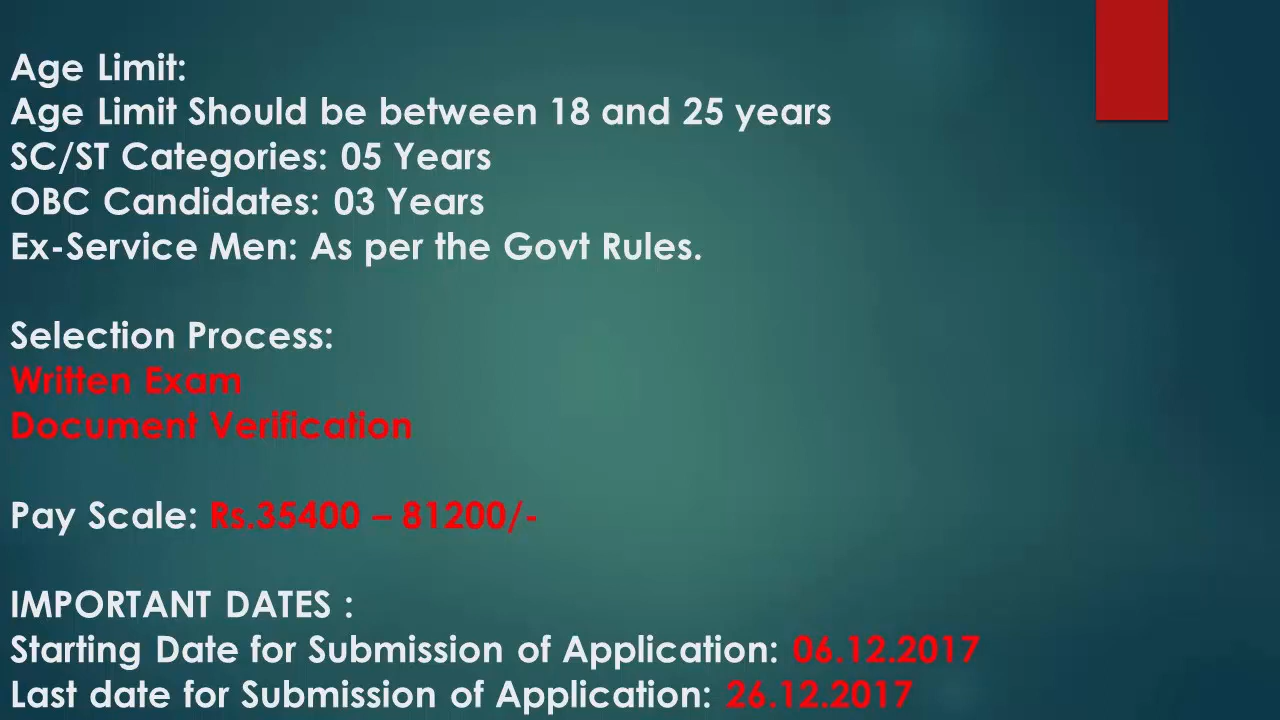 Age Limit:
Age Limit Should be between 18 and 25 years
SC/ST Categories: 05 Years
OBC Candidates: 03 Years
Ex-Service Men: As per the Govt Rules.
Selection Process:
Written Exam
Document Verification
Pay Scale: Rs.35400 – 81200/-
IMPORTANT DATES :
Starting Date for Submission of Application: 06.12.2017
Last date for Submission of Application: 26.12.2017